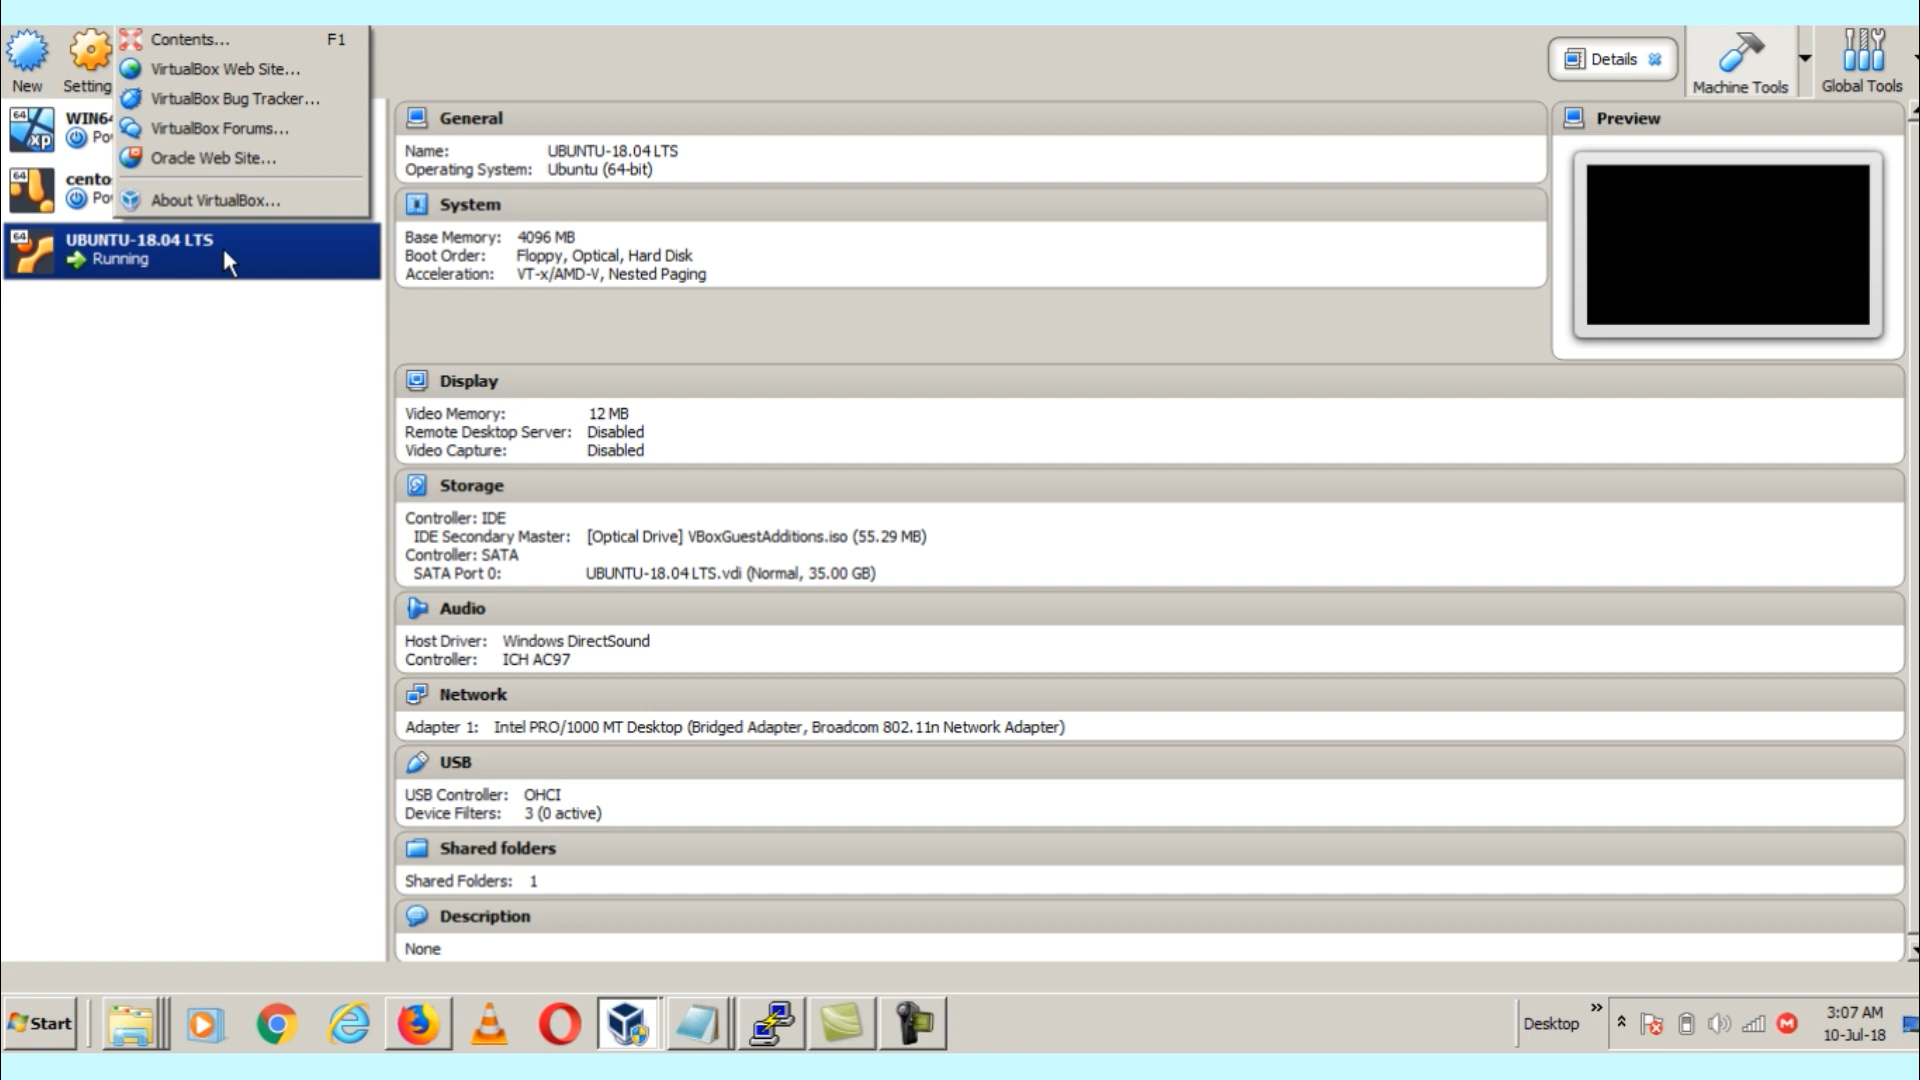 Contents... F1
VirtualBox Web Site...
VirtualBox Bug Tracker...
VirtualBox Forums...
Oracle Web Site...
About VirtualBox...
New
Setting
64
xp
WIN64
Po
64
cento
Po
64
UBUNTU-18.04 LTS
Running
Details
Machine Tools
Global Tools
General
Name: UBUNTU-18.04 LTS
Operating System: Ubuntu (64-bit)
System
Base Memory: 4096 MB
Boot Order: Floppy, Optical, Hard Disk
Acceleration: VT-x/AMD-V, Nested Paging
Preview
Display
Video Memory: 12 MB
Remote Desktop Server: Disabled
Video Capture: Disabled
Storage
Controller: IDE
IDE Secondary Master: [Optical Drive] VBoxGuestAdditions.iso (55.29 MB)
Controller: SATA
SATA Port 0: UBUNTU-18.04 LTS.vdi (Normal, 35.00 GB)
Audio
Host Driver: Windows DirectSound
Controller: ICH AC97
Network
Adapter 1: Intel PRO/1000 MT Desktop (Bridged Adapter, Broadcom 802.11n Network Adapter)
USB
USB Controller: OHCI
Device Filters: 3 (0 active)
Shared folders
Shared Folders: 1
Description
None
Start
Desktop
3:07 AM
10-Jul-18